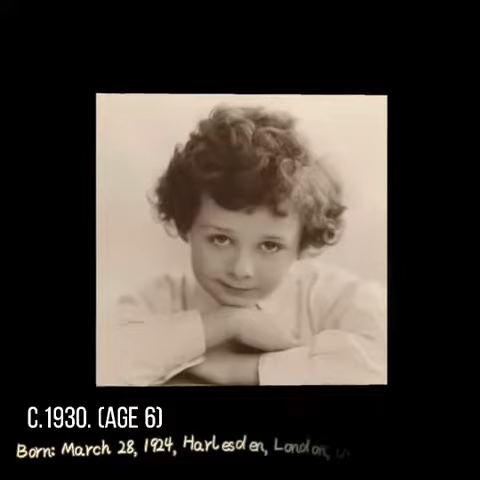 C.1930. (AGE 6)
Born: March 28, 1924, Harlesden, London,